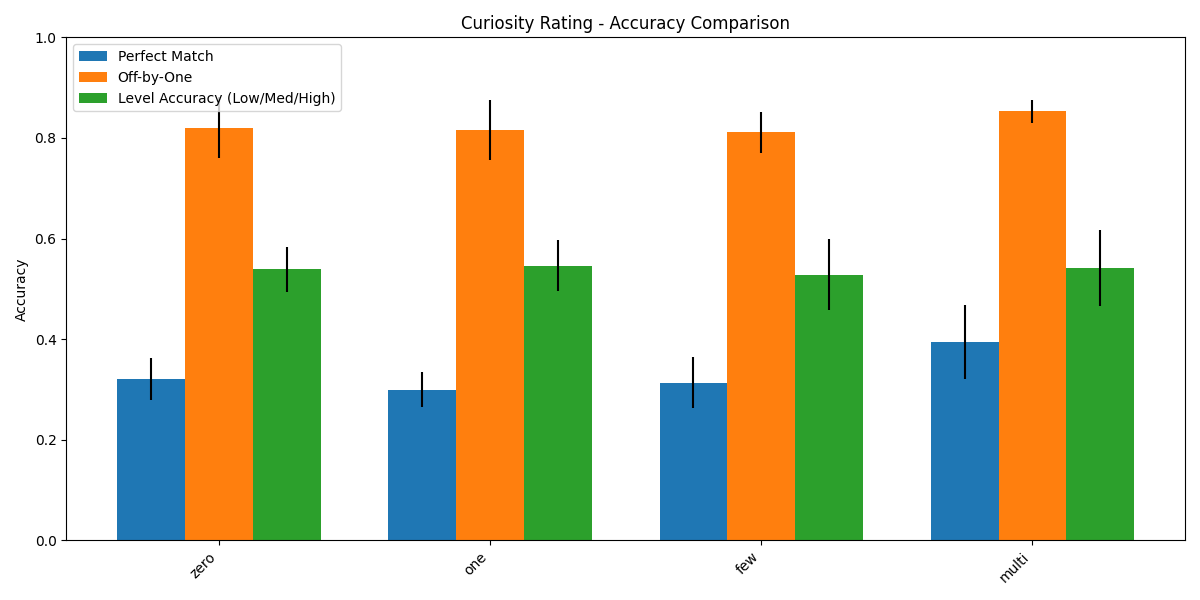 Curiosity Rating - Accuracy Comparison
Perfect Match
Off-by-One
Level Accuracy (Low/Med/High)
Accuracy
1.0
0.8
0.6
0.4
0.2
0.0
zero
one
few
multi